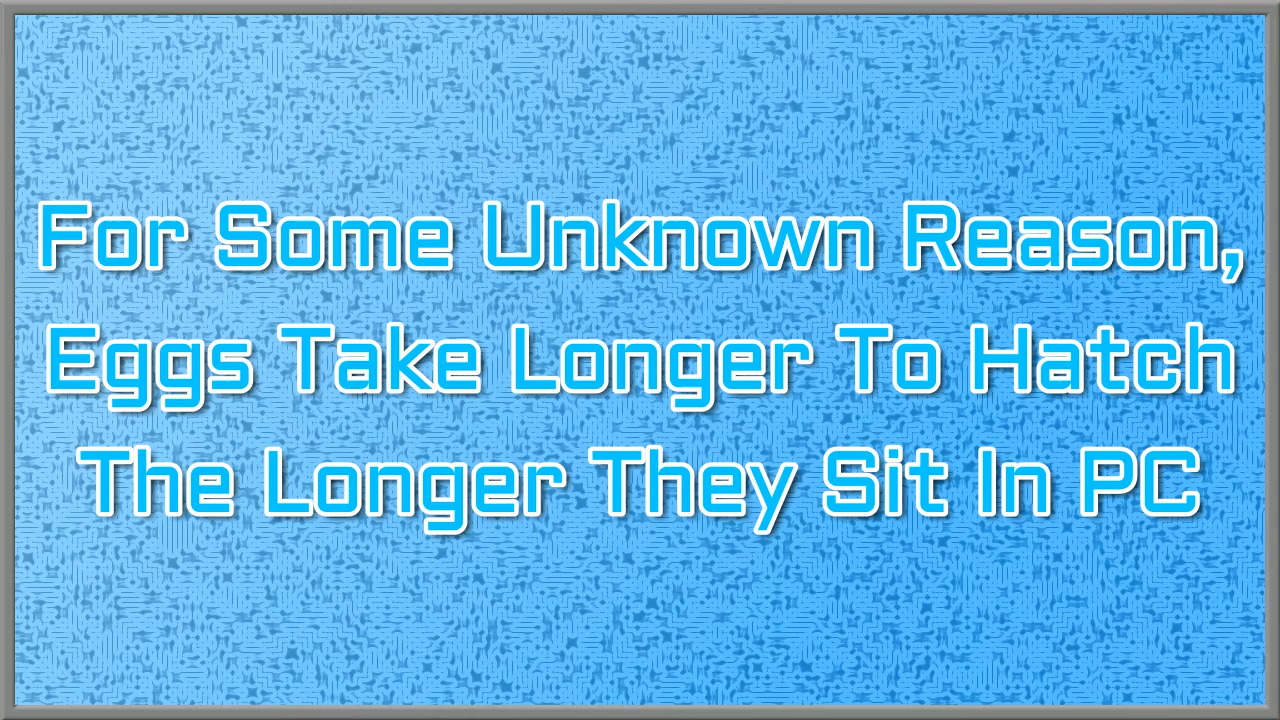 For Some Unknown Reason,
Eggs Take Longer To Hatch
The Longer They Sit In PC